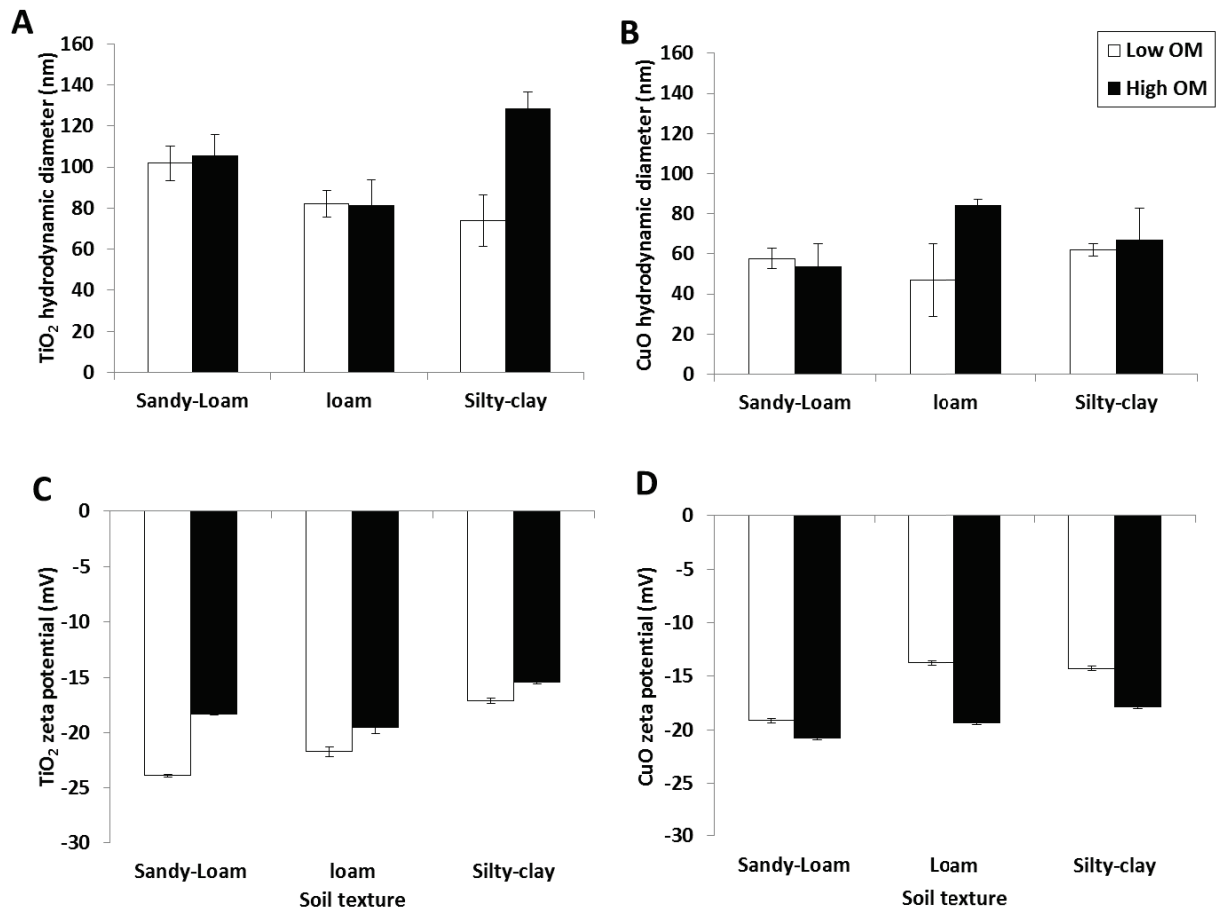 A
TiO2 hydrodynamic diameter (nm)
160
140
120
100
80
60
40
20
0
Sandy-Loam loam Silty-clay
B
CuO hydrodynamic diameter (nm)
160
140
120
100
80
60
40
20
0
Sandy-Loam loam Silty-clay
Low OM
High OM
C
TiO2 zeta potential (mV)
0
-5
-10
-15
-20
-25
-30
Sandy-Loam loam Silty-clay
Soil texture
D
CuO zeta potential (mV)
0
-5
-10
-15
-20
-25
-30
Sandy-Loam Loam Silty-clay
Soil texture